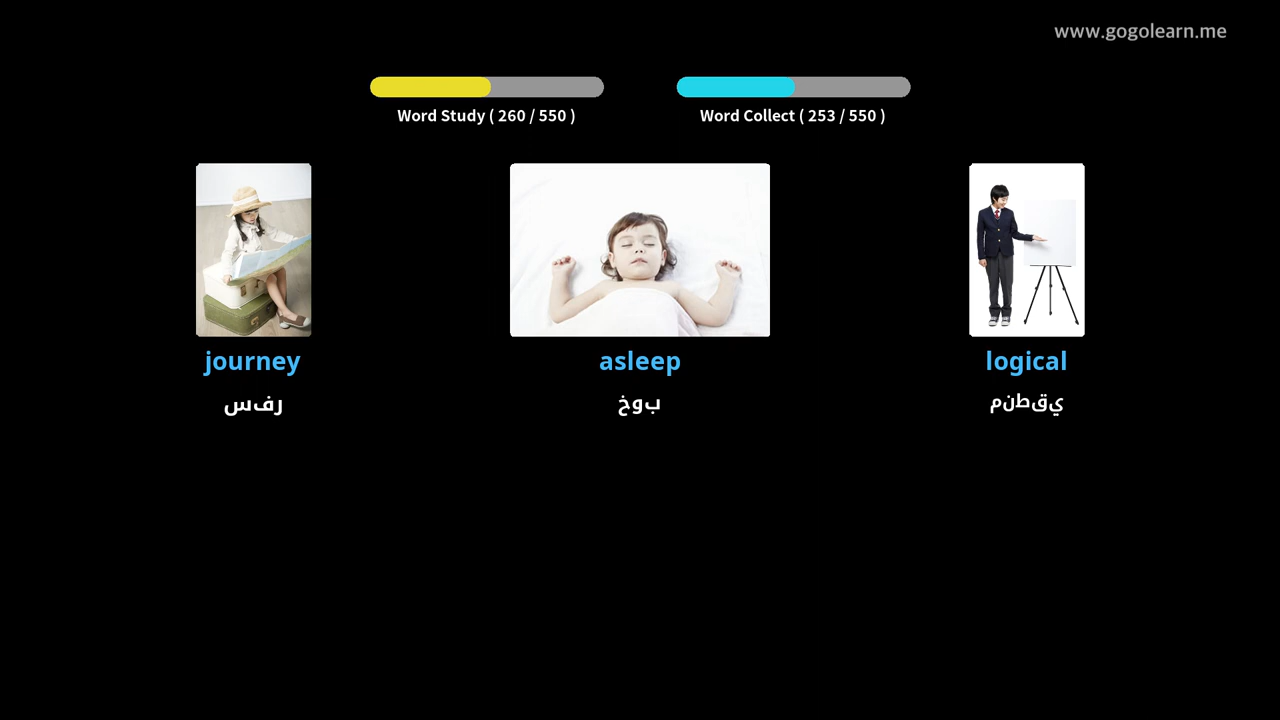 www.gogolearn.me
Word Study ( 260 / 550 )
Word Collect ( 253 / 550 )
journey
رفس
asleep
بوخ
logical
يقطنم